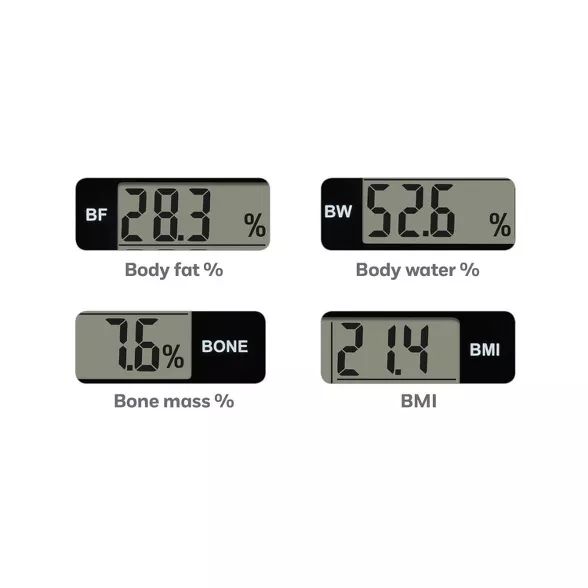 BF 28.3 %
Body fat %
BW 52.6 %
Body water %
7.6% BONE
Bone mass %
21.4 BMI
BMI